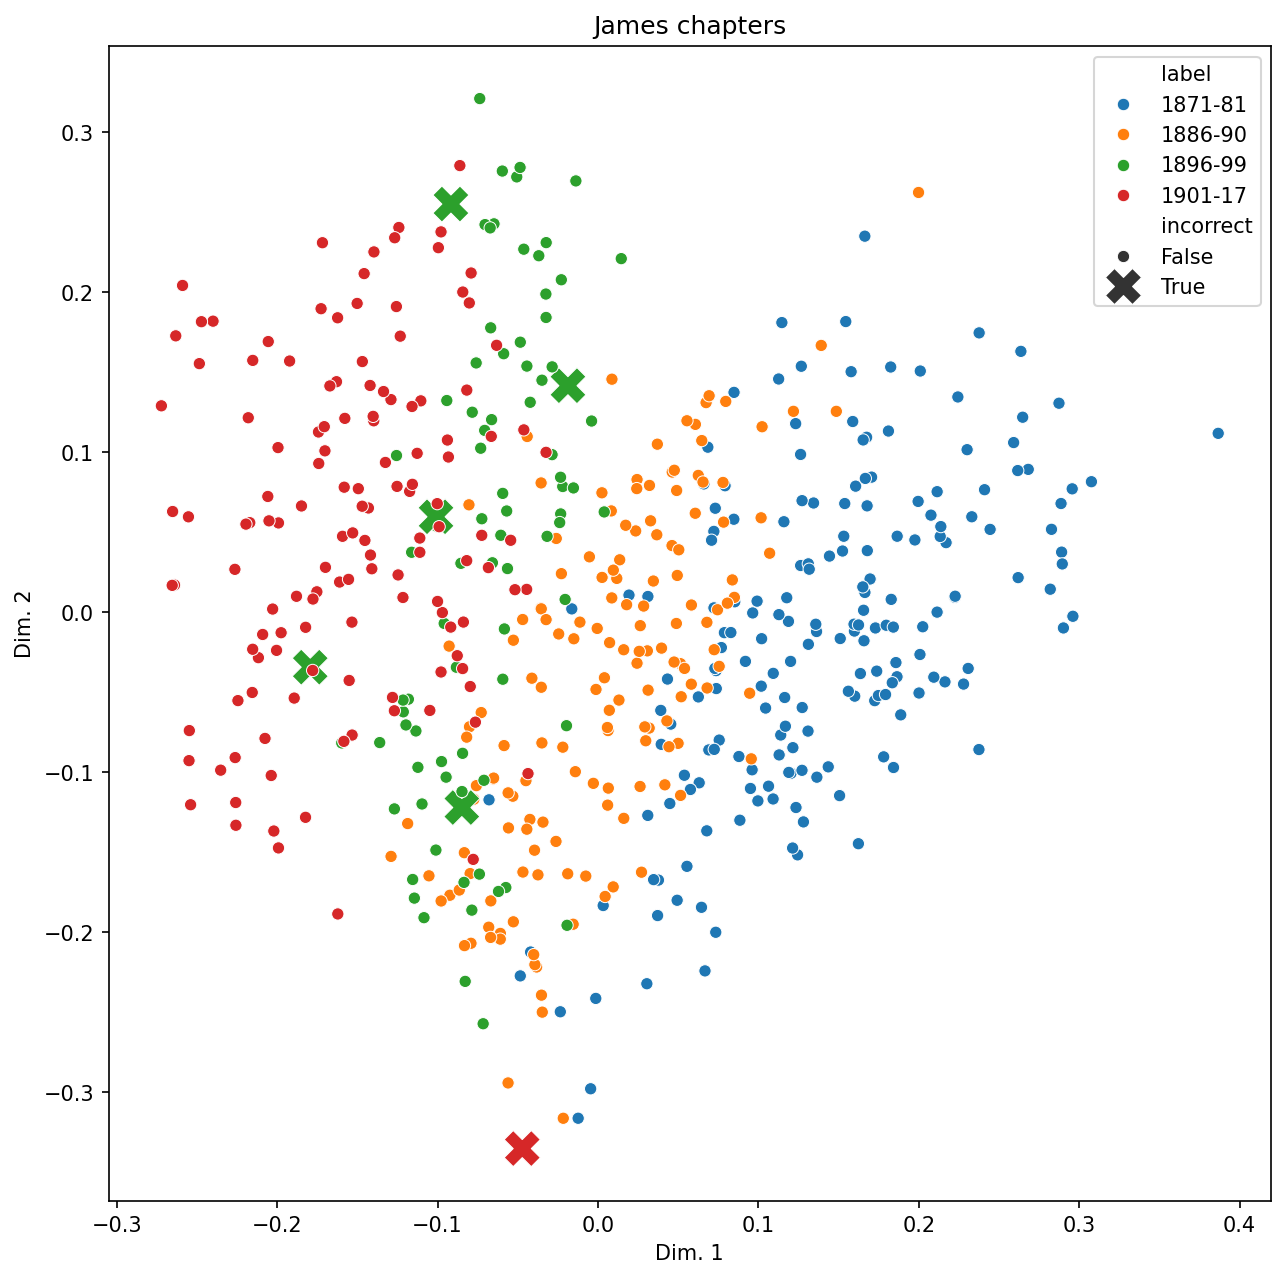 James chapters
label
1871-81
1886-90
1896-99
1901-17
incorrect
False
True
0.3
0.2
0.1
0.0
−0.1
−0.2
−0.3
Dim. 2
−0.3 −0.2 −0.1 0.0 0.1 0.2 0.3 0.4
Dim. 1